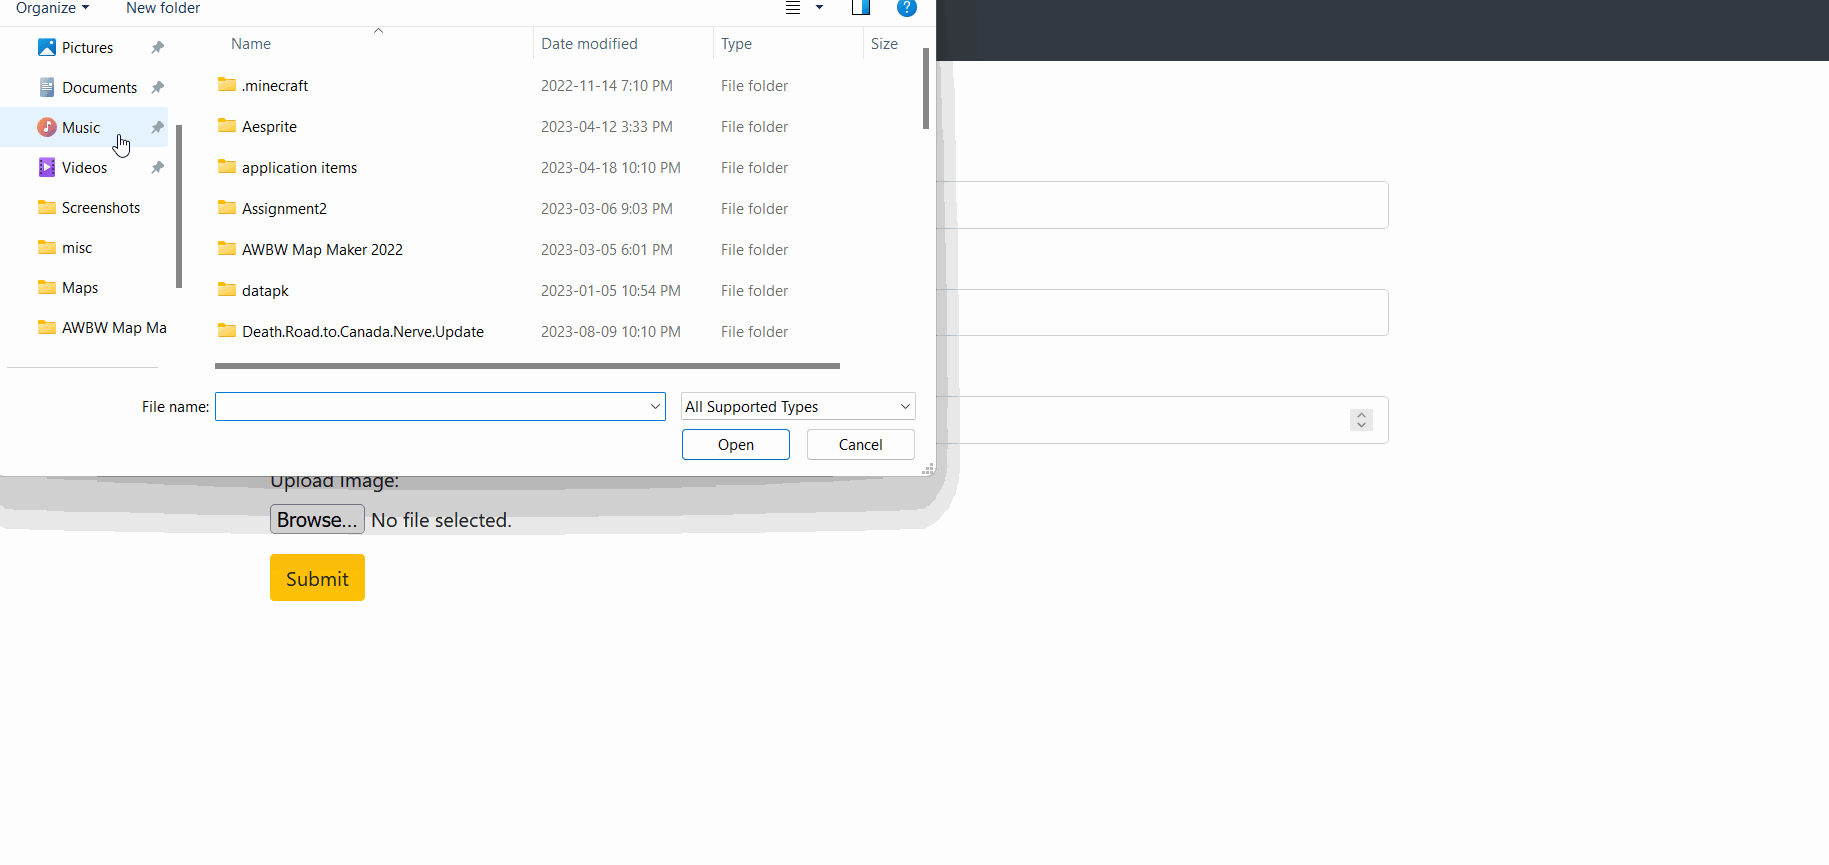 Organize New folder
Pictures
Documents
Music
Videos
Screenshots
misc
Maps
AWBW Map Ma
Name Date modified Type Size
.minecraft 2022-11-14 7:10 PM File folder
Aesprite 2023-04-12 3:33 PM File folder
application items 2023-04-18 10:10 PM File folder
Assignment2 2023-03-06 9:03 PM File folder
AWBW Map Maker 2022 2023-03-05 6:01 PM File folder
datapk 2023-01-05 10:54 PM File folder
Death.Road.to.Canada.Nerve.Update 2023-08-09 10:10 PM File folder
File name: All Supported Types
Open Cancel
Upload Image:
Browse... No file selected.
Submit